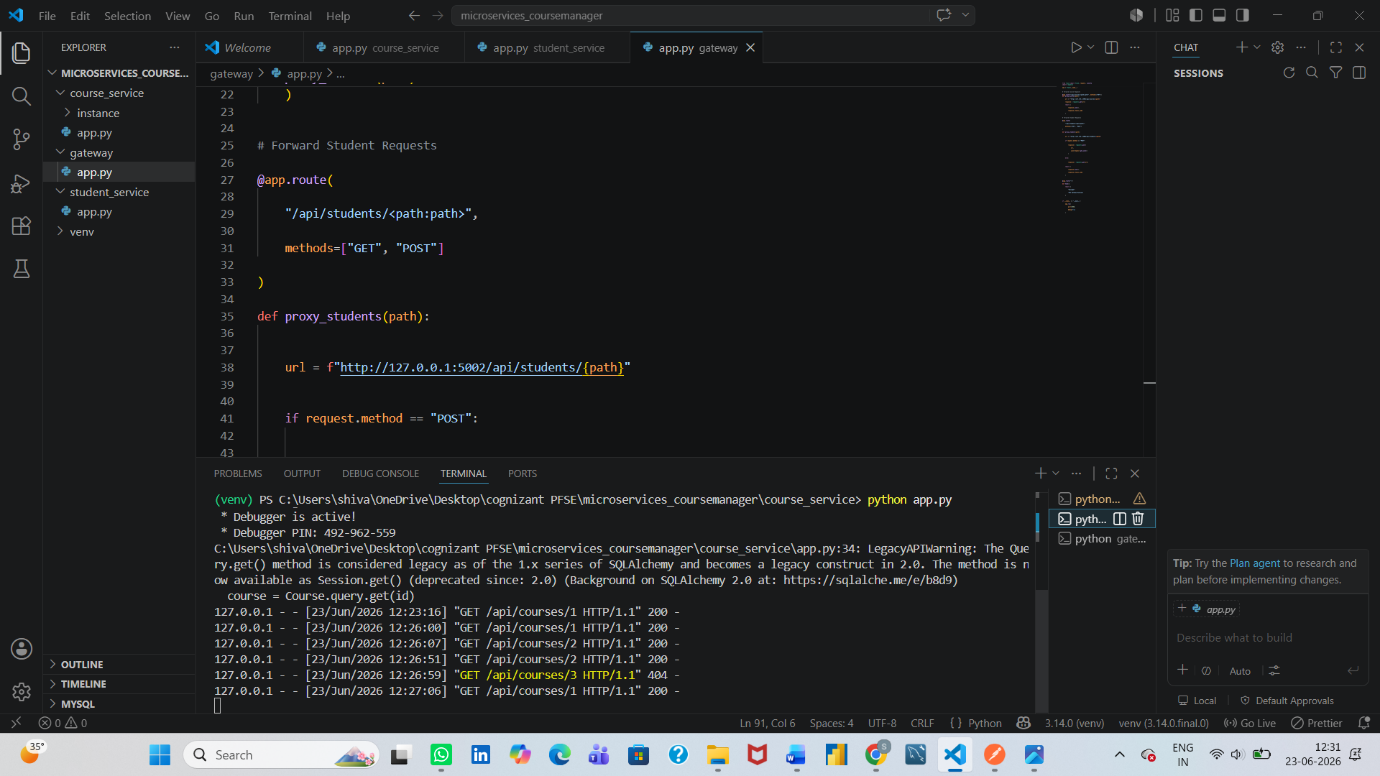 File Edit Selection View Go Run Terminal Help
microservices_coursemanager
EXPLORER
MICROSERVICES_COURSE...
course_service
instance
app.py
gateway
app.py
student_service
app.py
venv
OUTLINE
TIMELINE
MYSQL
Welcome
app.py course_service
app.py student_service
app.py gateway
gateway > app.py > ...
22 )
23
24
25 # Forward Student Requests
26
27 @app.route(
28
29 "/api/students/<path:path>",
30
31 methods=["GET", "POST"]
32
33 )
34
35 def proxy_students(path):
36
37
38 url = f"http://127.0.0.1:5002/api/students/{path}"
39
40
41 if request.method == "POST":
42
43
PROBLEMS OUTPUT DEBUG CONSOLE TERMINAL PORTS
(venv) PS C:\Users\shiva\OneDrive\Desktop\cognizant PFSE\microservices_coursemanager\course_service> python app.py
* Debugger is active!
* Debugger PIN: 492-962-559
C:\Users\shiva\OneDrive\Desktop\cognizant PFSE\microservices_coursemanager\course_service\app.py:34: LegacyAPIWarning: The Que
ry.get() method is considered legacy as of the 1.x series of SQLAlchemy and becomes a legacy construct in 2.0. The method is n
ow available as Session.get() (deprecated since: 2.0) (Background on SQLAlchemy 2.0 at: https://sqlalche.me/e/b8d9)
course = Course.query.get(id)
127.0.0.1 - - [23/Jun/2026 12:23:16] "GET /api/courses/1 HTTP/1.1" 200 -
127.0.0.1 - - [23/Jun/2026 12:26:00] "GET /api/courses/1 HTTP/1.1" 200 -
127.0.0.1 - - [23/Jun/2026 12:26:07] "GET /api/courses/2 HTTP/1.1" 200 -
127.0.0.1 - - [23/Jun/2026 12:26:51] "GET /api/courses/2 HTTP/1.1" 200 -
127.0.0.1 - - [23/Jun/2026 12:26:59] "GET /api/courses/3 HTTP/1.1" 404 -
127.0.0.1 - - [23/Jun/2026 12:27:06] "GET /api/courses/1 HTTP/1.1" 200 -
python...
pyth...
python gate...
CHAT
SESSIONS
Tip: Try the Plan agent to research and
plan before implementing changes.
app.py
Describe what to build
Auto
Local Default Approvals
0 0
Ln 91, Col 6 Spaces: 4 UTF-8 CRLF { } Python 3.14.0 (venv) venv (3.14.0.final.0) Go Live Prettier
35°
Search
ENG
IN
12:31
23-06-2026